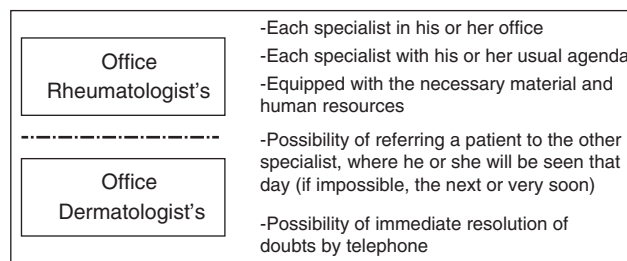 Office
Rheumatologist's
Office
Dermatologist's
-Each specialist in his or her office
-Each specialist with his or her usual agenda
-Equipped with the necessary material and
human resources
-Possibility of referring a patient to the other
specialist, where he or she will be seen that
day (if impossible, the next or very soon)
-Possibility of immediate resolution of
doubts by telephone